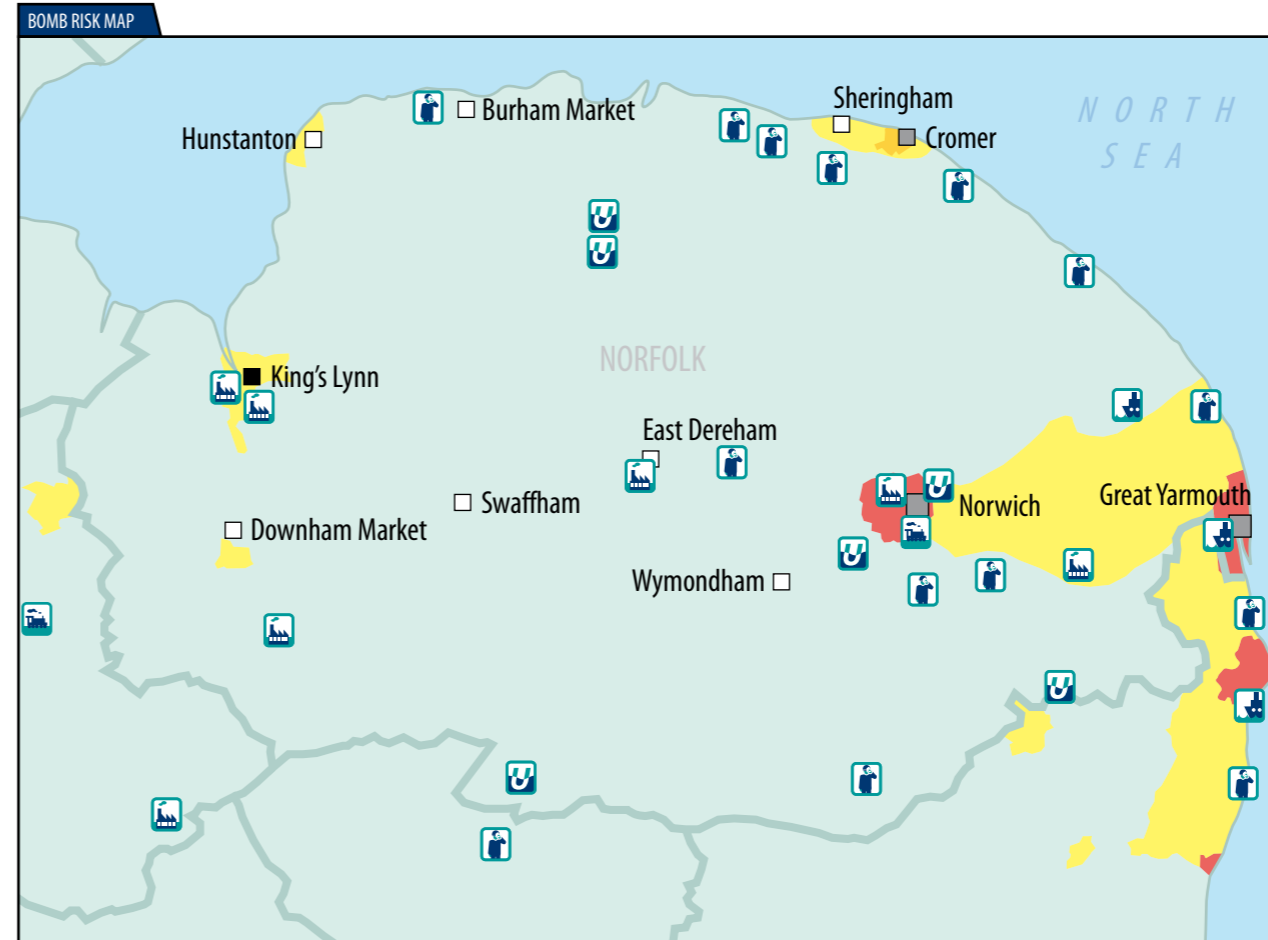 BOMB RISK MAP
Sheringham
NORTH
SEA
Burham Market
Hunstanton
Cromer
NORFOLK
King's Lynn
East Dereham
Swaffham
Norwich
Great Yarmouth
Downham Market
Wymondham